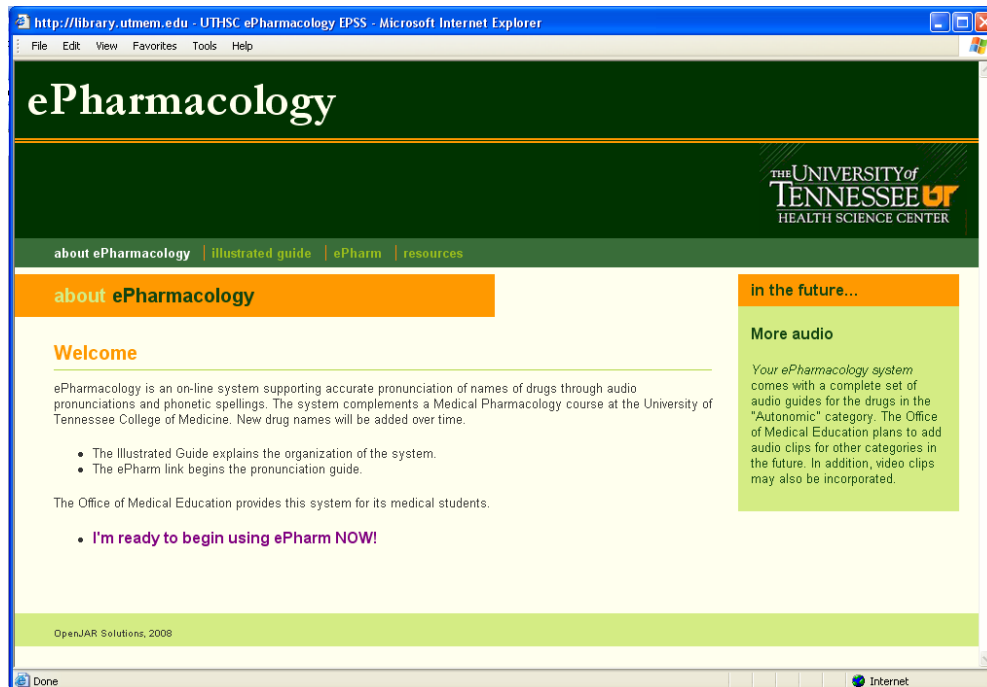 http://library.utmem.edu - UTHSC ePharmacology EPSS - Microsoft Internet Explorer
File Edit View Favorites Tools Help
ePharmacology
THE UNIVERSITY of
TENNESSEE UT
HEALTH SCIENCE CENTER
about ePharmacology | illustrated guide | ePharm | resources
about ePharmacology
Welcome
ePharmacology is an on-line system supporting accurate pronunciation of names of drugs through audio
pronunciations and phonetic spellings. The system complements a Medical Pharmacology course at the University of
Tennessee College of Medicine. New drug names will be added over time.
• The Illustrated Guide explains the organization of the system.
• The ePharm link begins the pronunciation guide.
The Office of Medical Education provides this system for its medical students.
• I'm ready to begin using ePharm NOW!
in the future...
More audio
Your ePharmacology system
comes with a complete set of
audio guides for the drugs in the
"Autonomic" category. The Office
of Medical Education plans to add
audio clips for other categories in
the future. In addition, video clips
may also be incorporated.
OpenJAR Solutions, 2008
Done
Internet